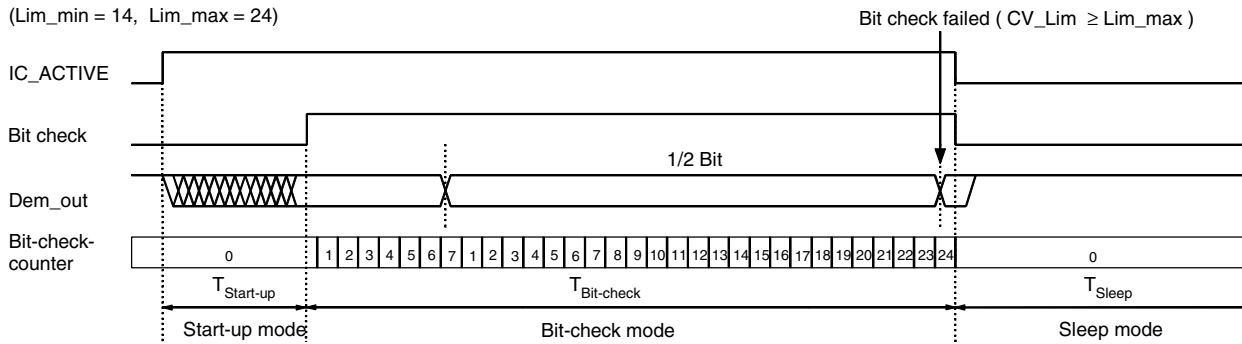 (Lim_min = 14, Lim_max = 24)
Bit check failed ( CV_Lim ≥ Lim_max )
IC_ACTIVE
Bit check
1/2 Bit
Dem_out
Bit-check-
counter
0 1 2 3 4 5 6 7 1 2 3 4 5 6 7 8 9 10 11 12 13 14 15 16 17 18 19 20 21 22 23 24 0
TStart-up TBit-check TSleep
Start-up mode Bit-check mode Sleep mode